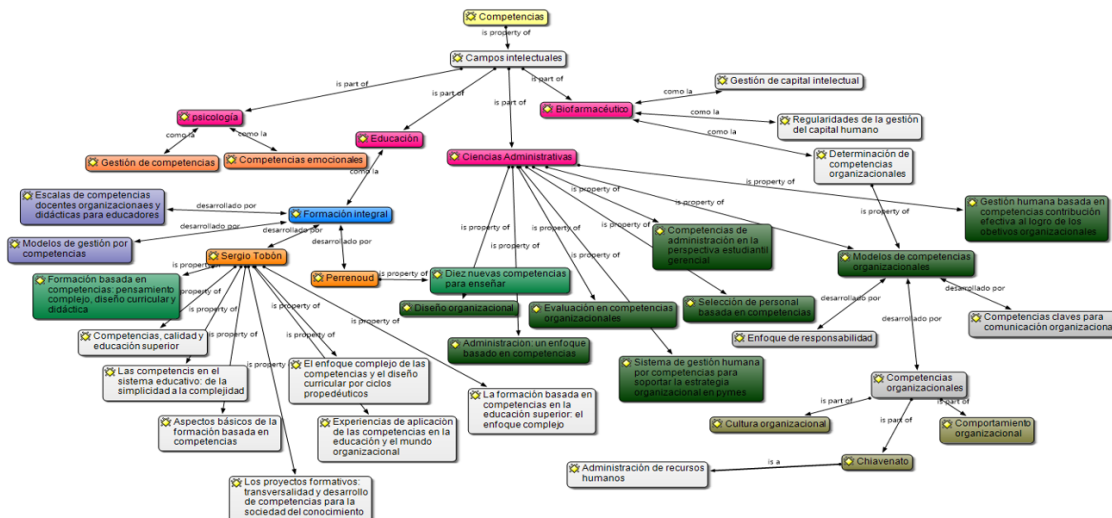 Competencias
is property of
Campos intelectuales
is part of
is part of
is part of
is part of
Gestión de capital intelectual
como la
psicología
Biofarmacéutico
como la
Regularidades de la gestión
del capital humano
como la
como la
como la
Educación
Gestión de competencias
Competencias emocionales
como la
Ciencias Administrativas
Determinación de
competencias
organizacionales
Escalas de competencias
docentes organizacionaes y
didácticas para educadores
desarrollado por
Formación integral
is property of
is property of
is property of
is property of
is property of
is property of
is property of
is property of
is property of
Gestión humana basada en
competencias contribución
efectiva al logro de los
obetivos organizacionales
desarrollado por
desarrollado por
desarrollado por
Modelos de gestión por
competencias
Competencias de
administración en la
perspectiva estudiantil
gerencial
Sergio Tobón
Modelos de competencias
organizacionales
Formación basada en
competencias: pensamiento
complejo, diseño curricular y
didáctica
is property of
Perrenoud
is property of
Diez nuevas competencias
para enseñar
desarrollado por
desarrollado por
property of
Diseño organizacional
Evaluación en competencias
organizacionales
Selección de personal
basada en competencias
is property of
is property of
is property of
Competencias claves para
comunicación organizacional
Competencias, calidad y
educación superior
is property of
Administración: un enfoque
basado en competencias
Enfoque de responsabilidad
desarrollado por
is property of
is property of
Las competencis en el
sistema educativo: de la
simplicidad a la complejidad
El enfoque complejo de las
competencias y el diseño
curricular por ciclos
propedéuticos
Sistema de gestión humana
por competencias para
soportar la estrategia
organizacional en pymes
Competencias
organizacionales
La formación basada en
competencias en la
educación superior: el
enfoque complejo
is part of
is part of
is part of
Aspectos básicos de la
formación basada en
competencias
Experiencias de aplicación
de las competencias en la
educación y el mundo
organizacional
Cultura organizacional
Comportamiento
organizacional
Administración de recursos
humanos
is a
Chiavenato
Los proyectos formativos:
transversalidad y desarrollo
de competencias para la
sociedad del conocimiento